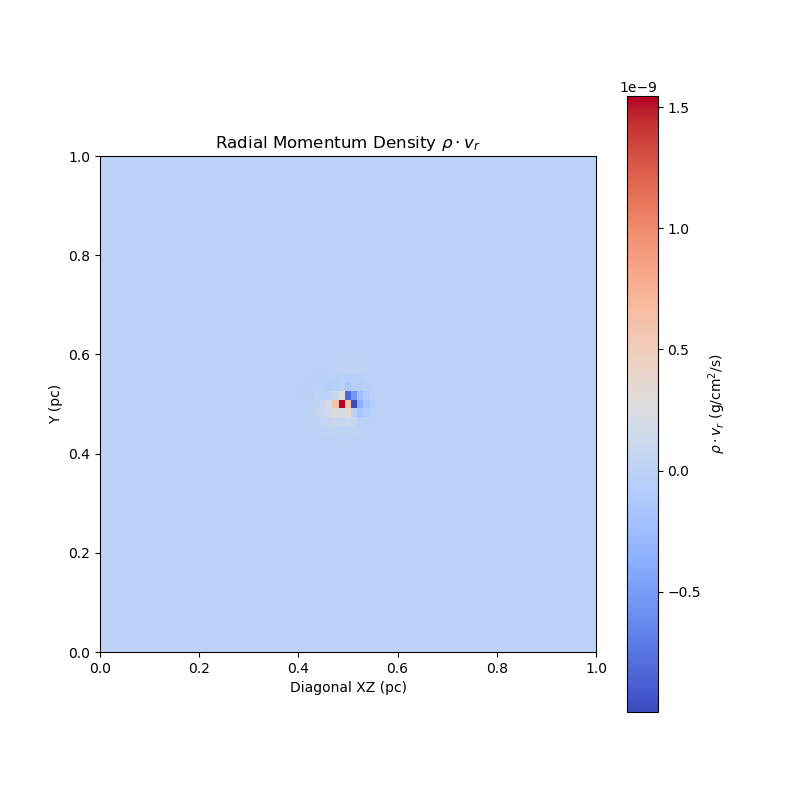 1e−9
Radial Momentum Density ρ · v_r
1.0
0.8
0.6
0.4
0.2
0.0
Y (pc)
0.0 0.2 0.4 0.6 0.8 1.0
Diagonal XZ (pc)
1.5
1.0
0.5
0.0
−0.5
ρ · v_r (g/cm²/s)